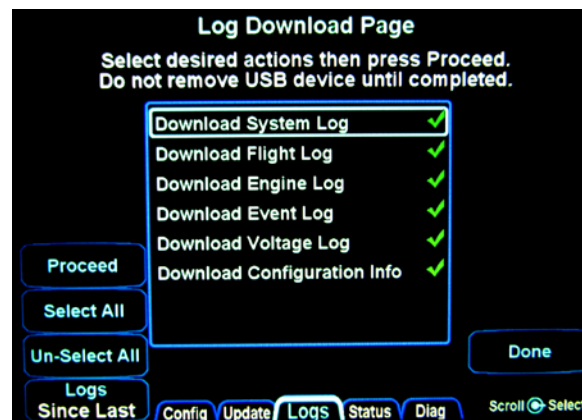 Log Download Page
Select desired actions then press Proceed.
Do not remove USB device until completed.
Download System Log
Download Flight Log
Download Engine Log
Download Event Log
Download Voltage Log
Download Configuration Info
Proceed
Select All
Un-Select All
Logs
Since Last
Done
Config Update Logs Status Diag
Scroll Select